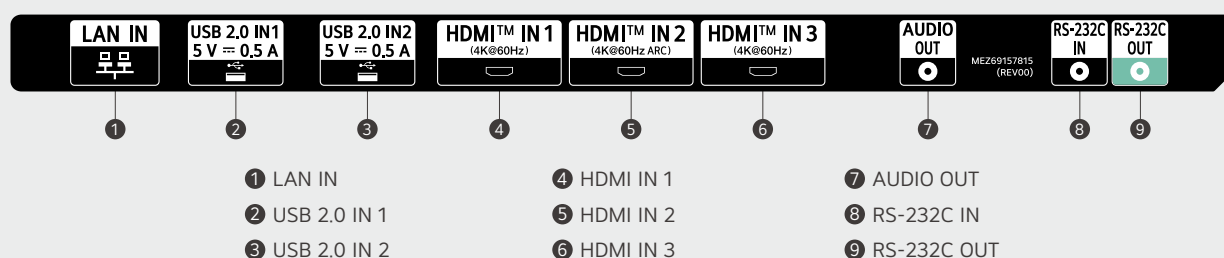 LAN IN
USB 2.0 IN1
5 V ⎓ 0.5 A
USB 2.0 IN2
5 V ⎓ 0.5 A
HDMI™ IN 1
(4K@60Hz)
HDMI™ IN 2
(4K@60Hz ARC)
HDMI™ IN 3
(4K@60Hz)
AUDIO
OUT
MEZ69157815
(REV00)
RS-232C
IN
RS-232C
OUT
1 2 3 4 5 6 7 8 9
1 LAN IN
2 USB 2.0 IN 1
3 USB 2.0 IN 2
4 HDMI IN 1
5 HDMI IN 2
6 HDMI IN 3
7 AUDIO OUT
8 RS-232C IN
9 RS-232C OUT